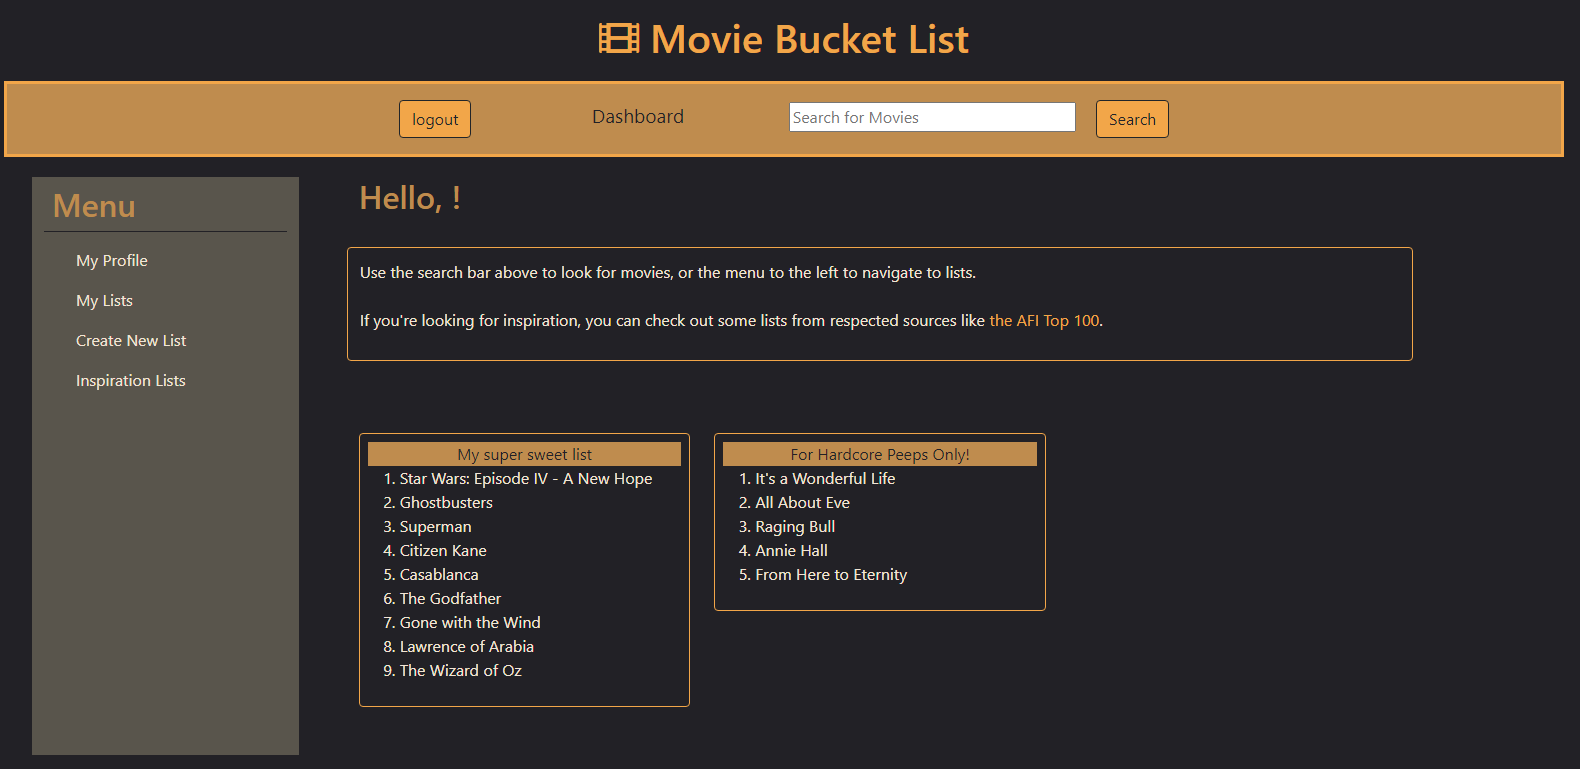 Movie Bucket List
logout
Dashboard
Search for Movies
Search
Menu
My Profile
My Lists
Create New List
Inspiration Lists
Hello, !
Use the search bar above to look for movies, or the menu to the left to navigate to lists.
If you're looking for inspiration, you can check out some lists from respected sources like the AFI Top 100.
My super sweet list
1. Star Wars: Episode IV - A New Hope
2. Ghostbusters
3. Superman
4. Citizen Kane
5. Casablanca
6. The Godfather
7. Gone with the Wind
8. Lawrence of Arabia
9. The Wizard of Oz
For Hardcore Peeps Only!
1. It's a Wonderful Life
2. All About Eve
3. Raging Bull
4. Annie Hall
5. From Here to Eternity